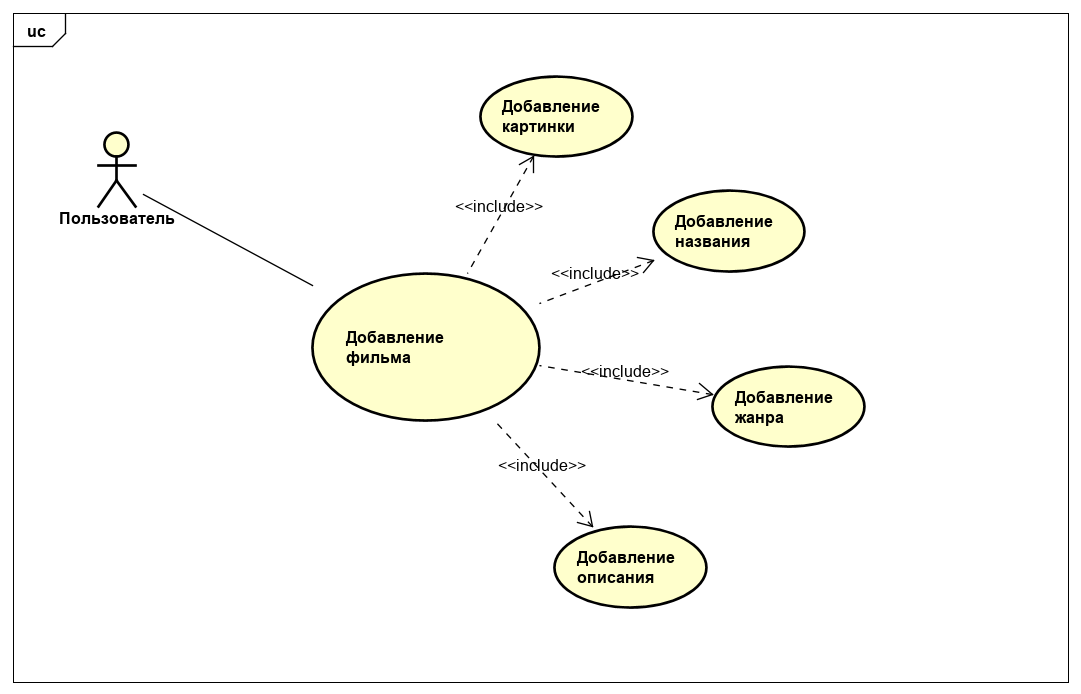 uc
Добавление
картинки
Пользователь
<<include>>
Добавление
названия
<<include>>
Добавление
фильма
<<include>>
Добавление
жанра
<<include>>
Добавление
описания